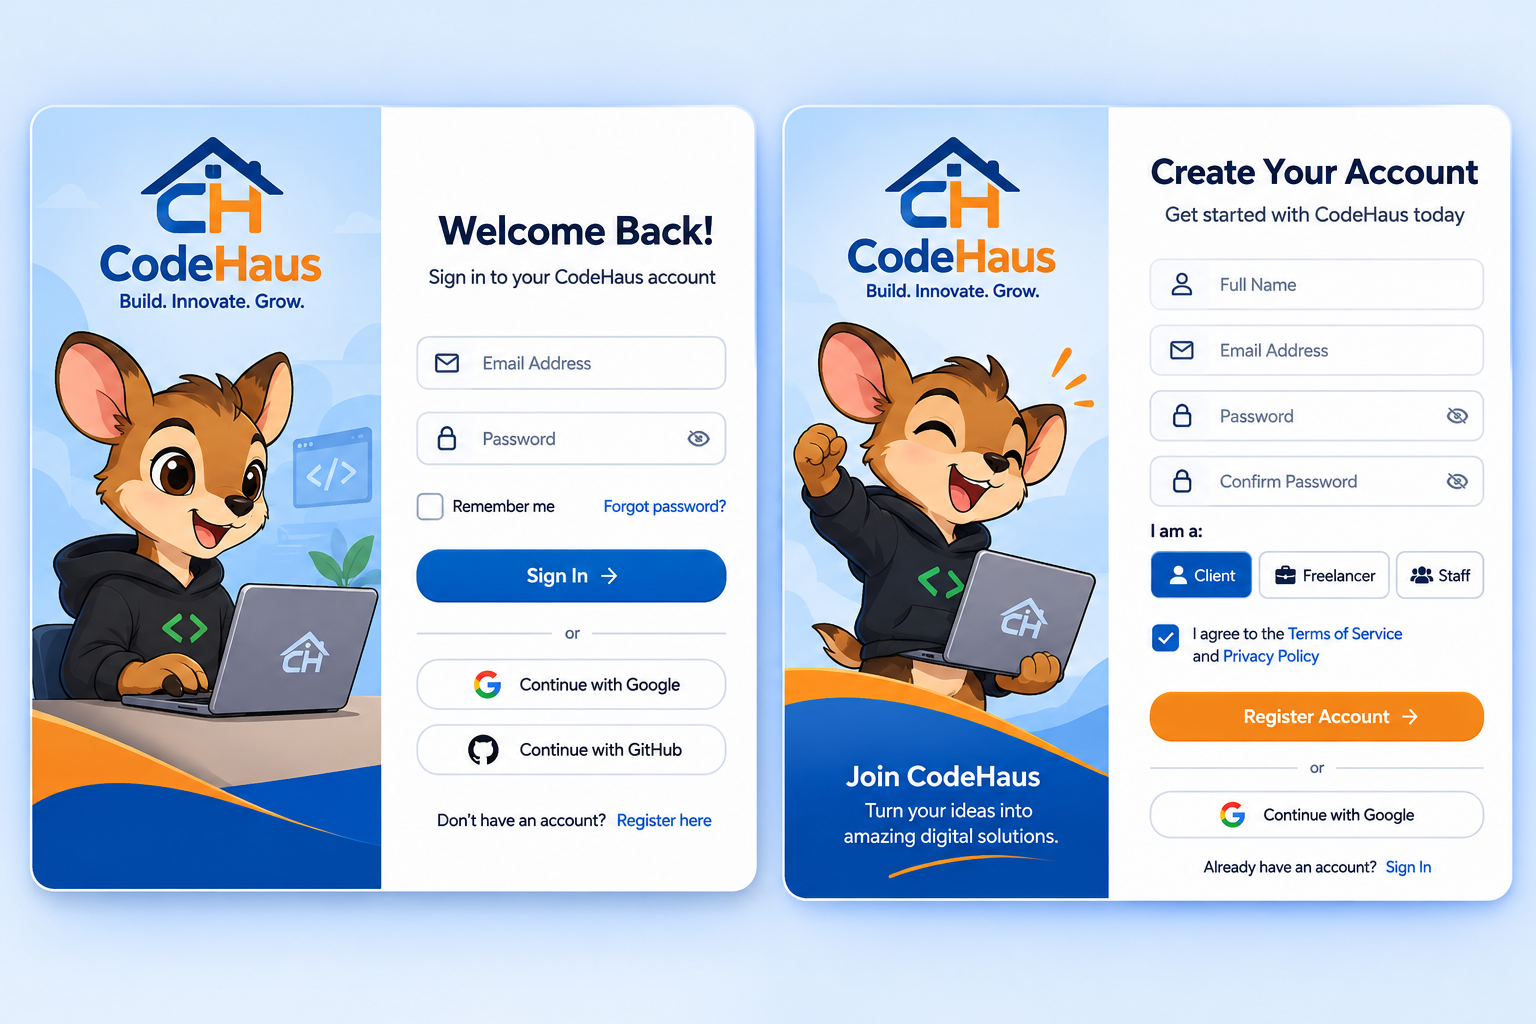 CH
CodeHaus
Build. Innovate. Grow.
</>
</>
CH
Welcome Back!
Sign in to your CodeHaus account
Email Address
Password
Remember me
Forgot password?
Sign In →
or
Continue with Google
Continue with GitHub
Don't have an account? Register here
CH
CodeHaus
Build. Innovate. Grow.
<>
CH
Join CodeHaus
Turn your ideas into
amazing digital solutions.
Create Your Account
Get started with CodeHaus today
Full Name
Email Address
Password
Confirm Password
I am a:
Client
Freelancer
Staff
I agree to the Terms of Service
and Privacy Policy
Register Account →
or
Continue with Google
Already have an account? Sign In